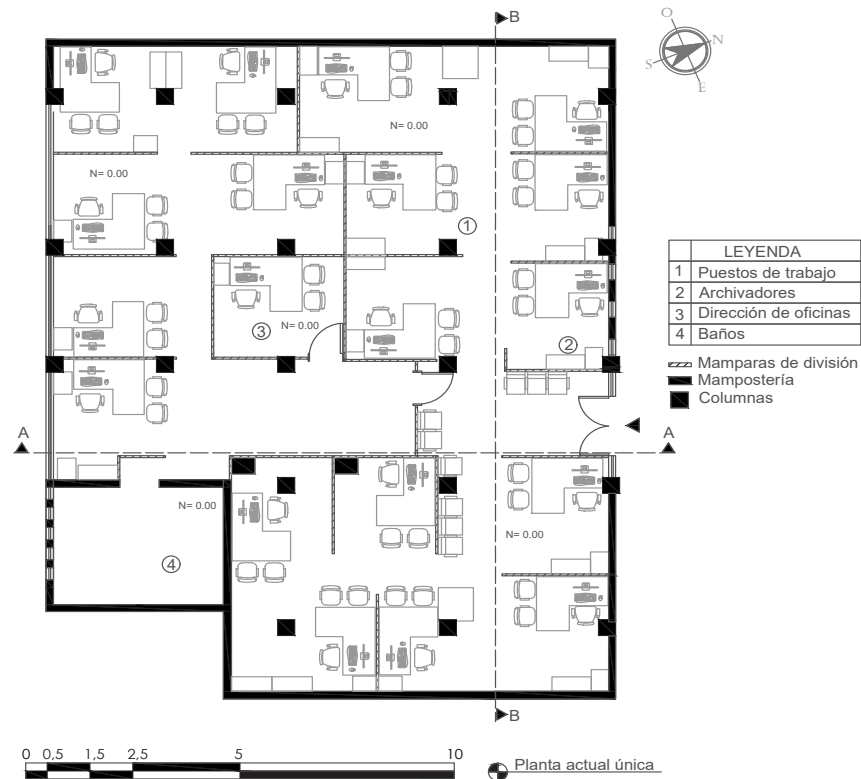 B
O
N
S
E
N= 0.00
N= 0.00
1
LEYENDA
1 Puestos de trabajo
2 Archivadores
3 Dirección de oficinas
4 Baños
Mamparas de división
Mampostería
Columnas
3
N= 0.00
2
A
A
N= 0.00
N= 0.00
4
B
0 0,5 1,5 2,5 5 10
Planta actual única